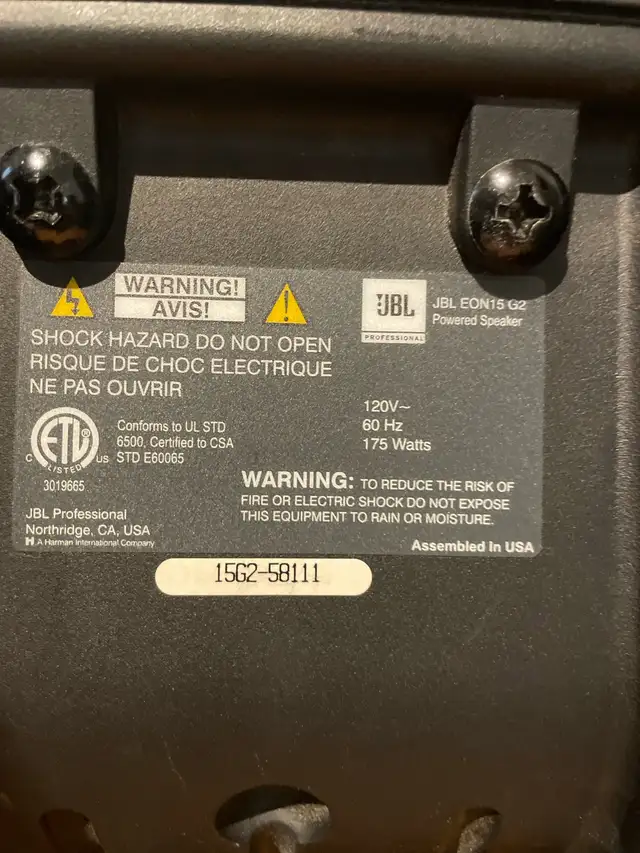 WARNING!
AVIS!
SHOCK HAZARD DO NOT OPEN
RISQUE DE CHOC ELECTRIQUE
NE PAS OUVRIR
JBL
PROFESSIONAL
JBL EON15 G2
Powered Speaker
120V~
60 Hz
175 Watts
ETL®
C LISTED US
3019665
Conforms to UL STD
6500, Certified to CSA
STD E60065
WARNING: TO REDUCE THE RISK OF
FIRE OR ELECTRIC SHOCK DO NOT EXPOSE
THIS EQUIPMENT TO RAIN OR MOISTURE.
JBL Professional
Northridge, CA, USA
H A Harman International Company
Assembled In USA
15G2-58111